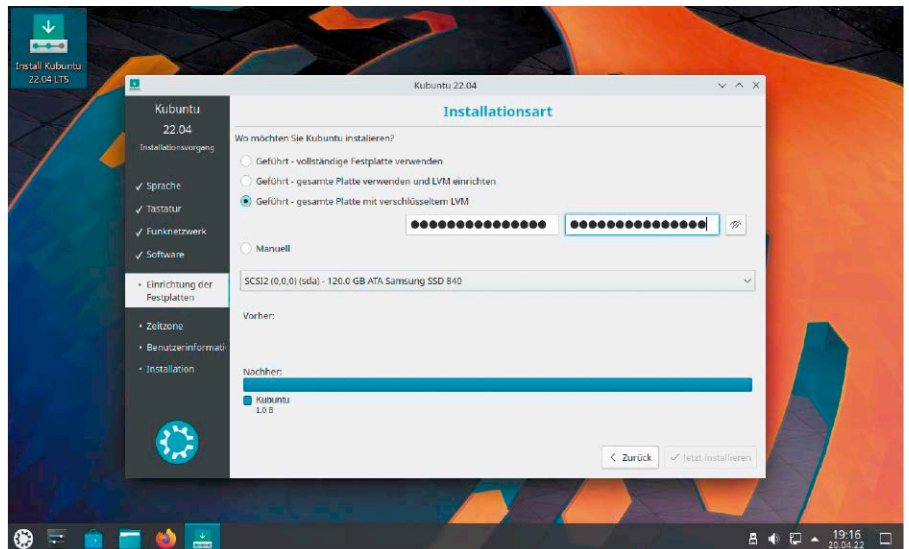 Install Kubuntu
22.04 LTS
Kubuntu 22.04
Kubuntu
22.04
Installationsvorgang
✓ Sprache
✓ Tastatur
✓ Funknetzwerk
✓ Software
• Einrichtung der
Festplatten
• Zeitzone
• Benutzerinformati
• Installation
Installationsart
Wo möchten Sie Kubuntu instalieren?
Geführt - vollständige Festplatte verwenden
Geführt - gesamte Platte verwenden und LVM einrichten
Geführt - gesamte Platte mit verschlüsseltem LVM
●●●●●●●●●●●●●●● ●●●●●●●●●●●●●●●
Manuell
SCSI2 (0,0,0) (sda) - 120.0 GB ATA Samsung SSD 840
Vorher:
Nachher:
Kubuntu
1.0 B
Zurück Jetzt installieren
19:16
20.04.22